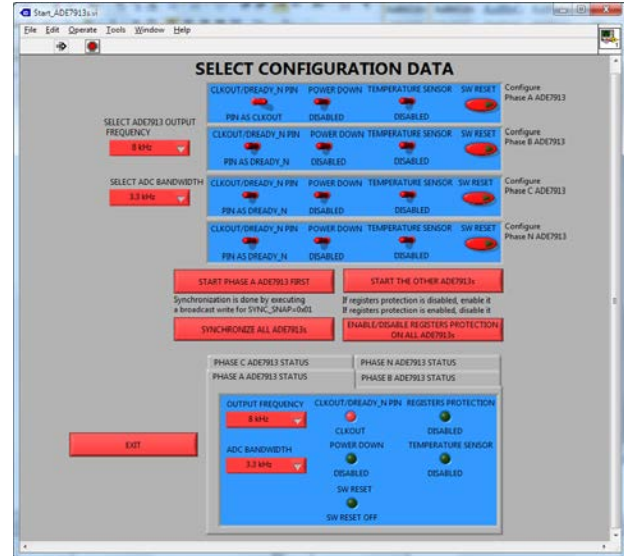 Start_ADE7913s.vi
File Edit Operate Tools Window Help
SELECT CONFIGURATION DATA
CLKOUT/DREADY_N PIN POWER DOWN TEMPERATURE SENSOR SW RESET
Configure
Phase A ADE7913
PIN AS CLKOUT DISABLED DISABLED
SELECT ADE7913 OUTPUT
FREQUENCY
8 kHz
CLKOUT/DREADY_N PIN POWER DOWN TEMPERATURE SENSOR SW RESET
Configure
Phase B ADE7913
PIN AS DREADY_N DISABLED DISABLED
SELECT ADC BANDWIDTH
3.3 kHz
CLKOUT/DREADY_N PIN POWER DOWN TEMPERATURE SENSOR SW RESET
Configure
Phase C ADE7913
PIN AS DREADY_N DISABLED DISABLED
CLKOUT/DREADY_N PIN POWER DOWN TEMPERATURE SENSOR SW RESET
Configure
Phase N ADE7913
PIN AS DREADY_N DISABLED DISABLED
START PHASE A ADE7913 FIRST
START THE OTHER ADE7913s
Synchronization is done by executing
a broadcast write for SYNC_SNAP=0x01
If registers protection is disabled, enable it
If registers protection is enabled, disable it
SYNCHRONIZE ALL ADE7913s
ENABLE/DISABLE REGISTERS PROTECTION
ON ALL ADE7913s
PHASE C ADE7913 STATUS PHASE N ADE7913 STATUS
PHASE A ADE7913 STATUS PHASE B ADE7913 STATUS
OUTPUT FREQUENCY CLKOUT/DREADY_N PIN REGISTERS PROTECTION
8 kHz
CLKOUT DISABLED
ADC BANDWIDTH POWER DOWN TEMPERATURE SENSOR
3.3 kHz
DISABLED DISABLED
SW RESET
SW RESET OFF
EXIT